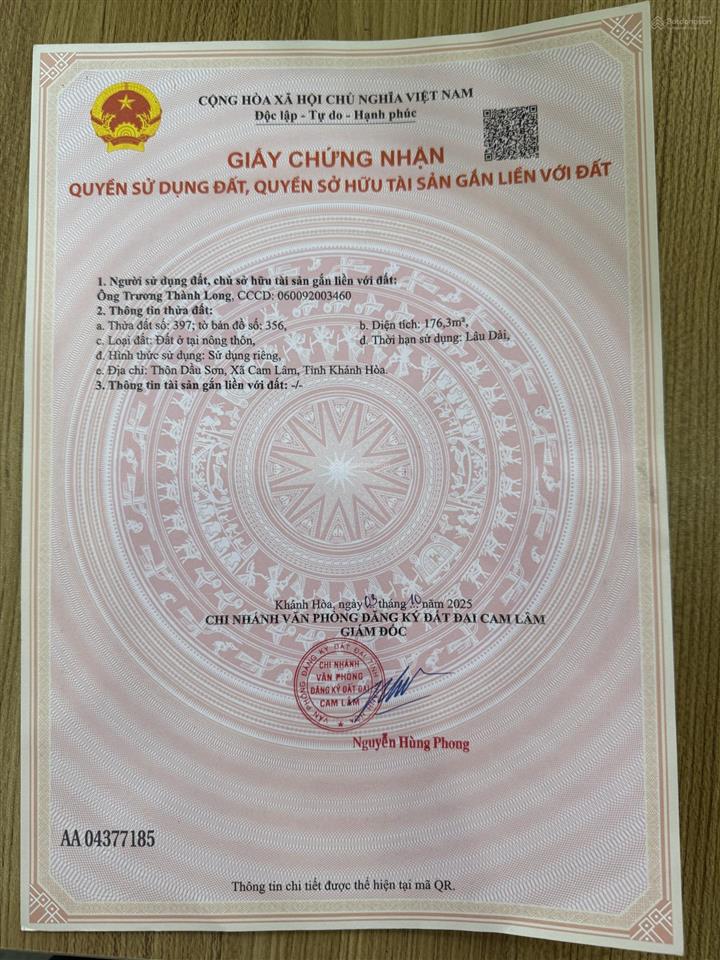 Batdongsan
CỘNG HÒA XÃ HỘI CHỦ NGHĨA VIỆT NAM
Độc lập - Tự do - Hạnh phúc
GIẤY CHỨNG NHẬN
QUYỀN SỬ DỤNG ĐẤT, QUYỀN SỞ HỮU TÀI SẢN GẮN LIỀN VỚI ĐẤT
1. Người sử dụng đất, chủ sở hữu tài sản gắn liền với đất:
Ông Trương Thành Long, CCCD: 060092003460
2. Thông tin thửa đất:
a. Thửa đất số: 397; tờ bản đồ số: 356, b. Diện tích: 176,3m²,
c. Loại đất: Đất ở tại nông thôn, d. Thời hạn sử dụng: Lâu Dài,
đ. Hình thức sử dụng: Sử dụng riêng,
e. Địa chỉ: Thôn Dầu Sơn, Xã Cam Lâm, Tỉnh Khánh Hòa.
3. Thông tin tài sản gắn liền với đất: -/-
Khánh Hòa, ngày 03 tháng 10 năm 2025
CHI NHÁNH VĂN PHÒNG ĐĂNG KÝ ĐẤT ĐAI CAM LÂM
GIÁM ĐỐC
VĂN PHÒNG ĐĂNG KÝ ĐẤT ĐAI TỈNH
CHI NHÁNH
VĂN PHÒNG
ĐĂNG KÝ ĐẤT ĐAI
CAM LÂM
Nguyễn Hùng Phong
AA 04377185
Thông tin chi tiết được thể hiện tại mã QR.